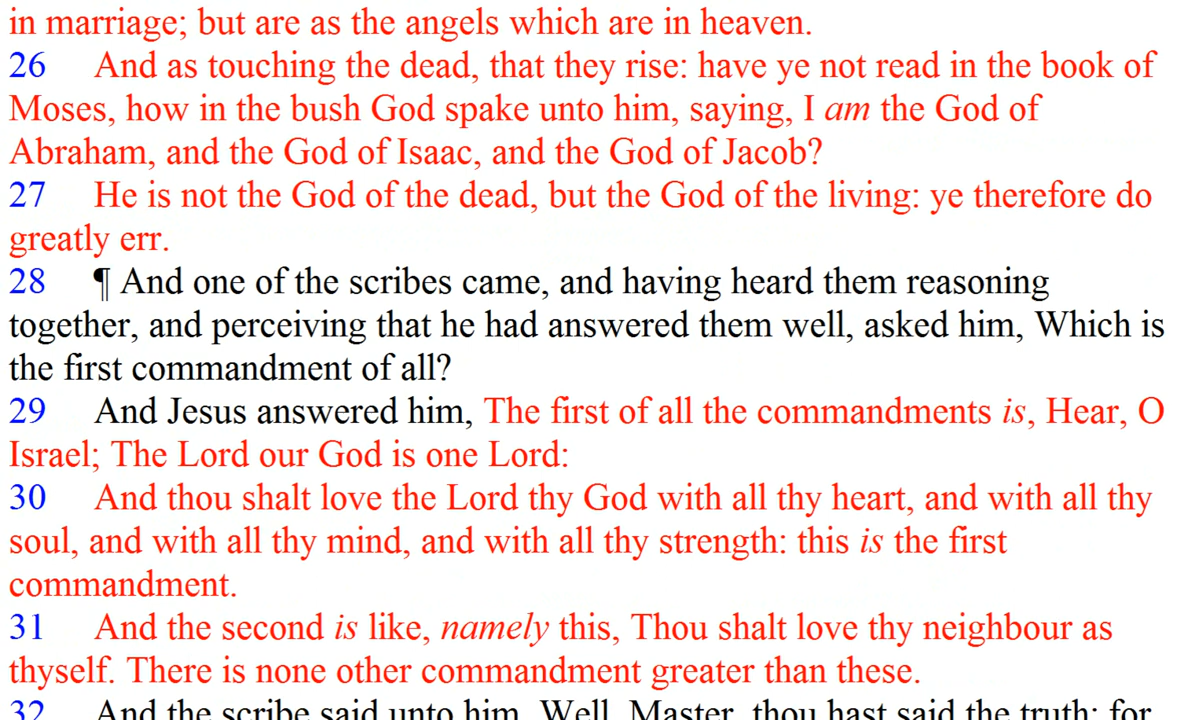 in marriage; but are as the angels which are in heaven.
26 And as touching the dead, that they rise: have ye not read in the book of
Moses, how in the bush God spake unto him, saying, I am the God of
Abraham, and the God of Isaac, and the God of Jacob?
27 He is not the God of the dead, but the God of the living: ye therefore do
greatly err.
28 ¶ And one of the scribes came, and having heard them reasoning
together, and perceiving that he had answered them well, asked him, Which is
the first commandment of all?
29 And Jesus answered him, The first of all the commandments is, Hear, O
Israel; The Lord our God is one Lord:
30 And thou shalt love the Lord thy God with all thy heart, and with all thy
soul, and with all thy mind, and with all thy strength: this is the first
commandment.
31 And the second is like, namely this, Thou shalt love thy neighbour as
thyself. There is none other commandment greater than these.
32 And the scribe said unto him, Well, Master, thou hast said the truth: for